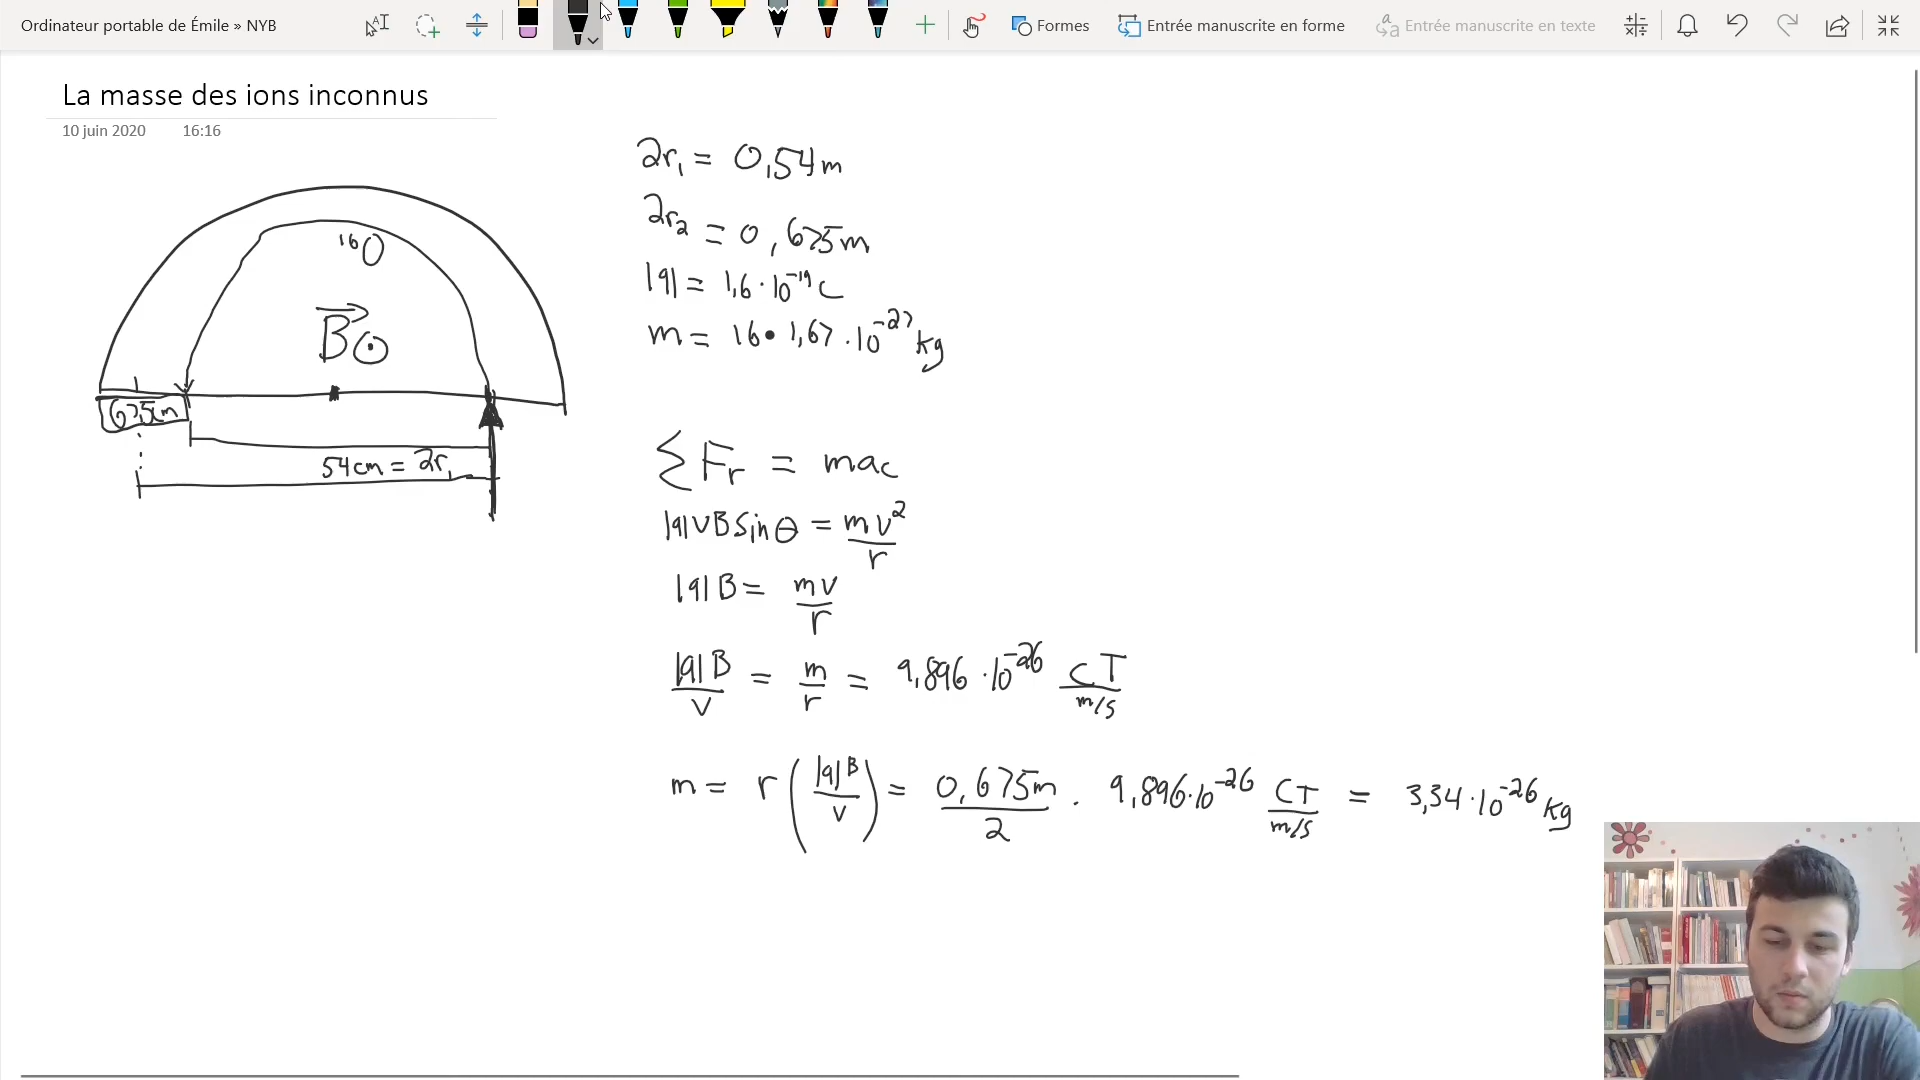 Ordinateur portable de Émile » NYB
Formes
Entrée manuscrite en forme
Entrée manuscrite en texte
La masse des ions inconnus
10 juin 2020 16:16
2r₁ = 0,54m
2r₂ = 0,675m
|q| = 1,6·10⁻¹⁹ C
m = 16 • 1,67·10⁻²⁷ kg
¹⁶O
B⃗ ⊙
67,5cm
54cm = 2r₁
ΣFr = mac
|q|VBsinθ = mv²/r
|q|B = mv/r
|q|B/v = m/r = 9,896·10⁻²⁶ CT/m/s
m = r(|q|B/v) = 0,675m/2 · 9,896·10⁻²⁶ CT/m/s = 3,34·10⁻²⁶ kg